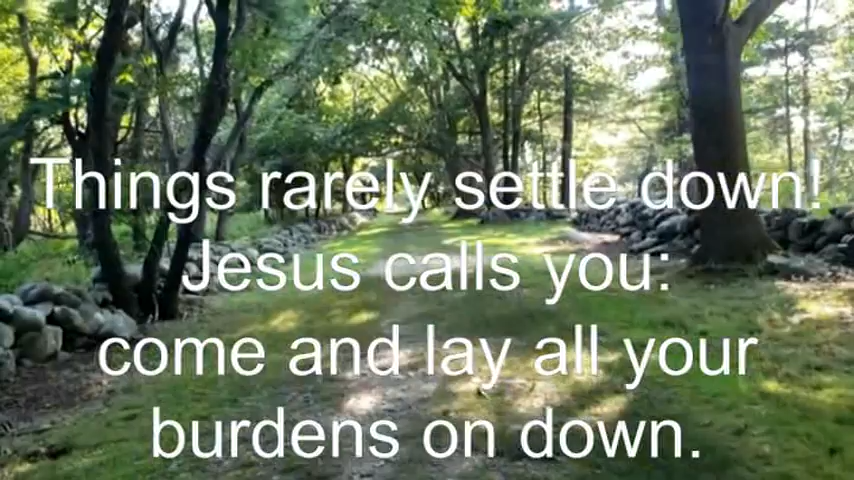 Things rarely settle down!
Jesus calls you:
come and lay all your
burdens on down.